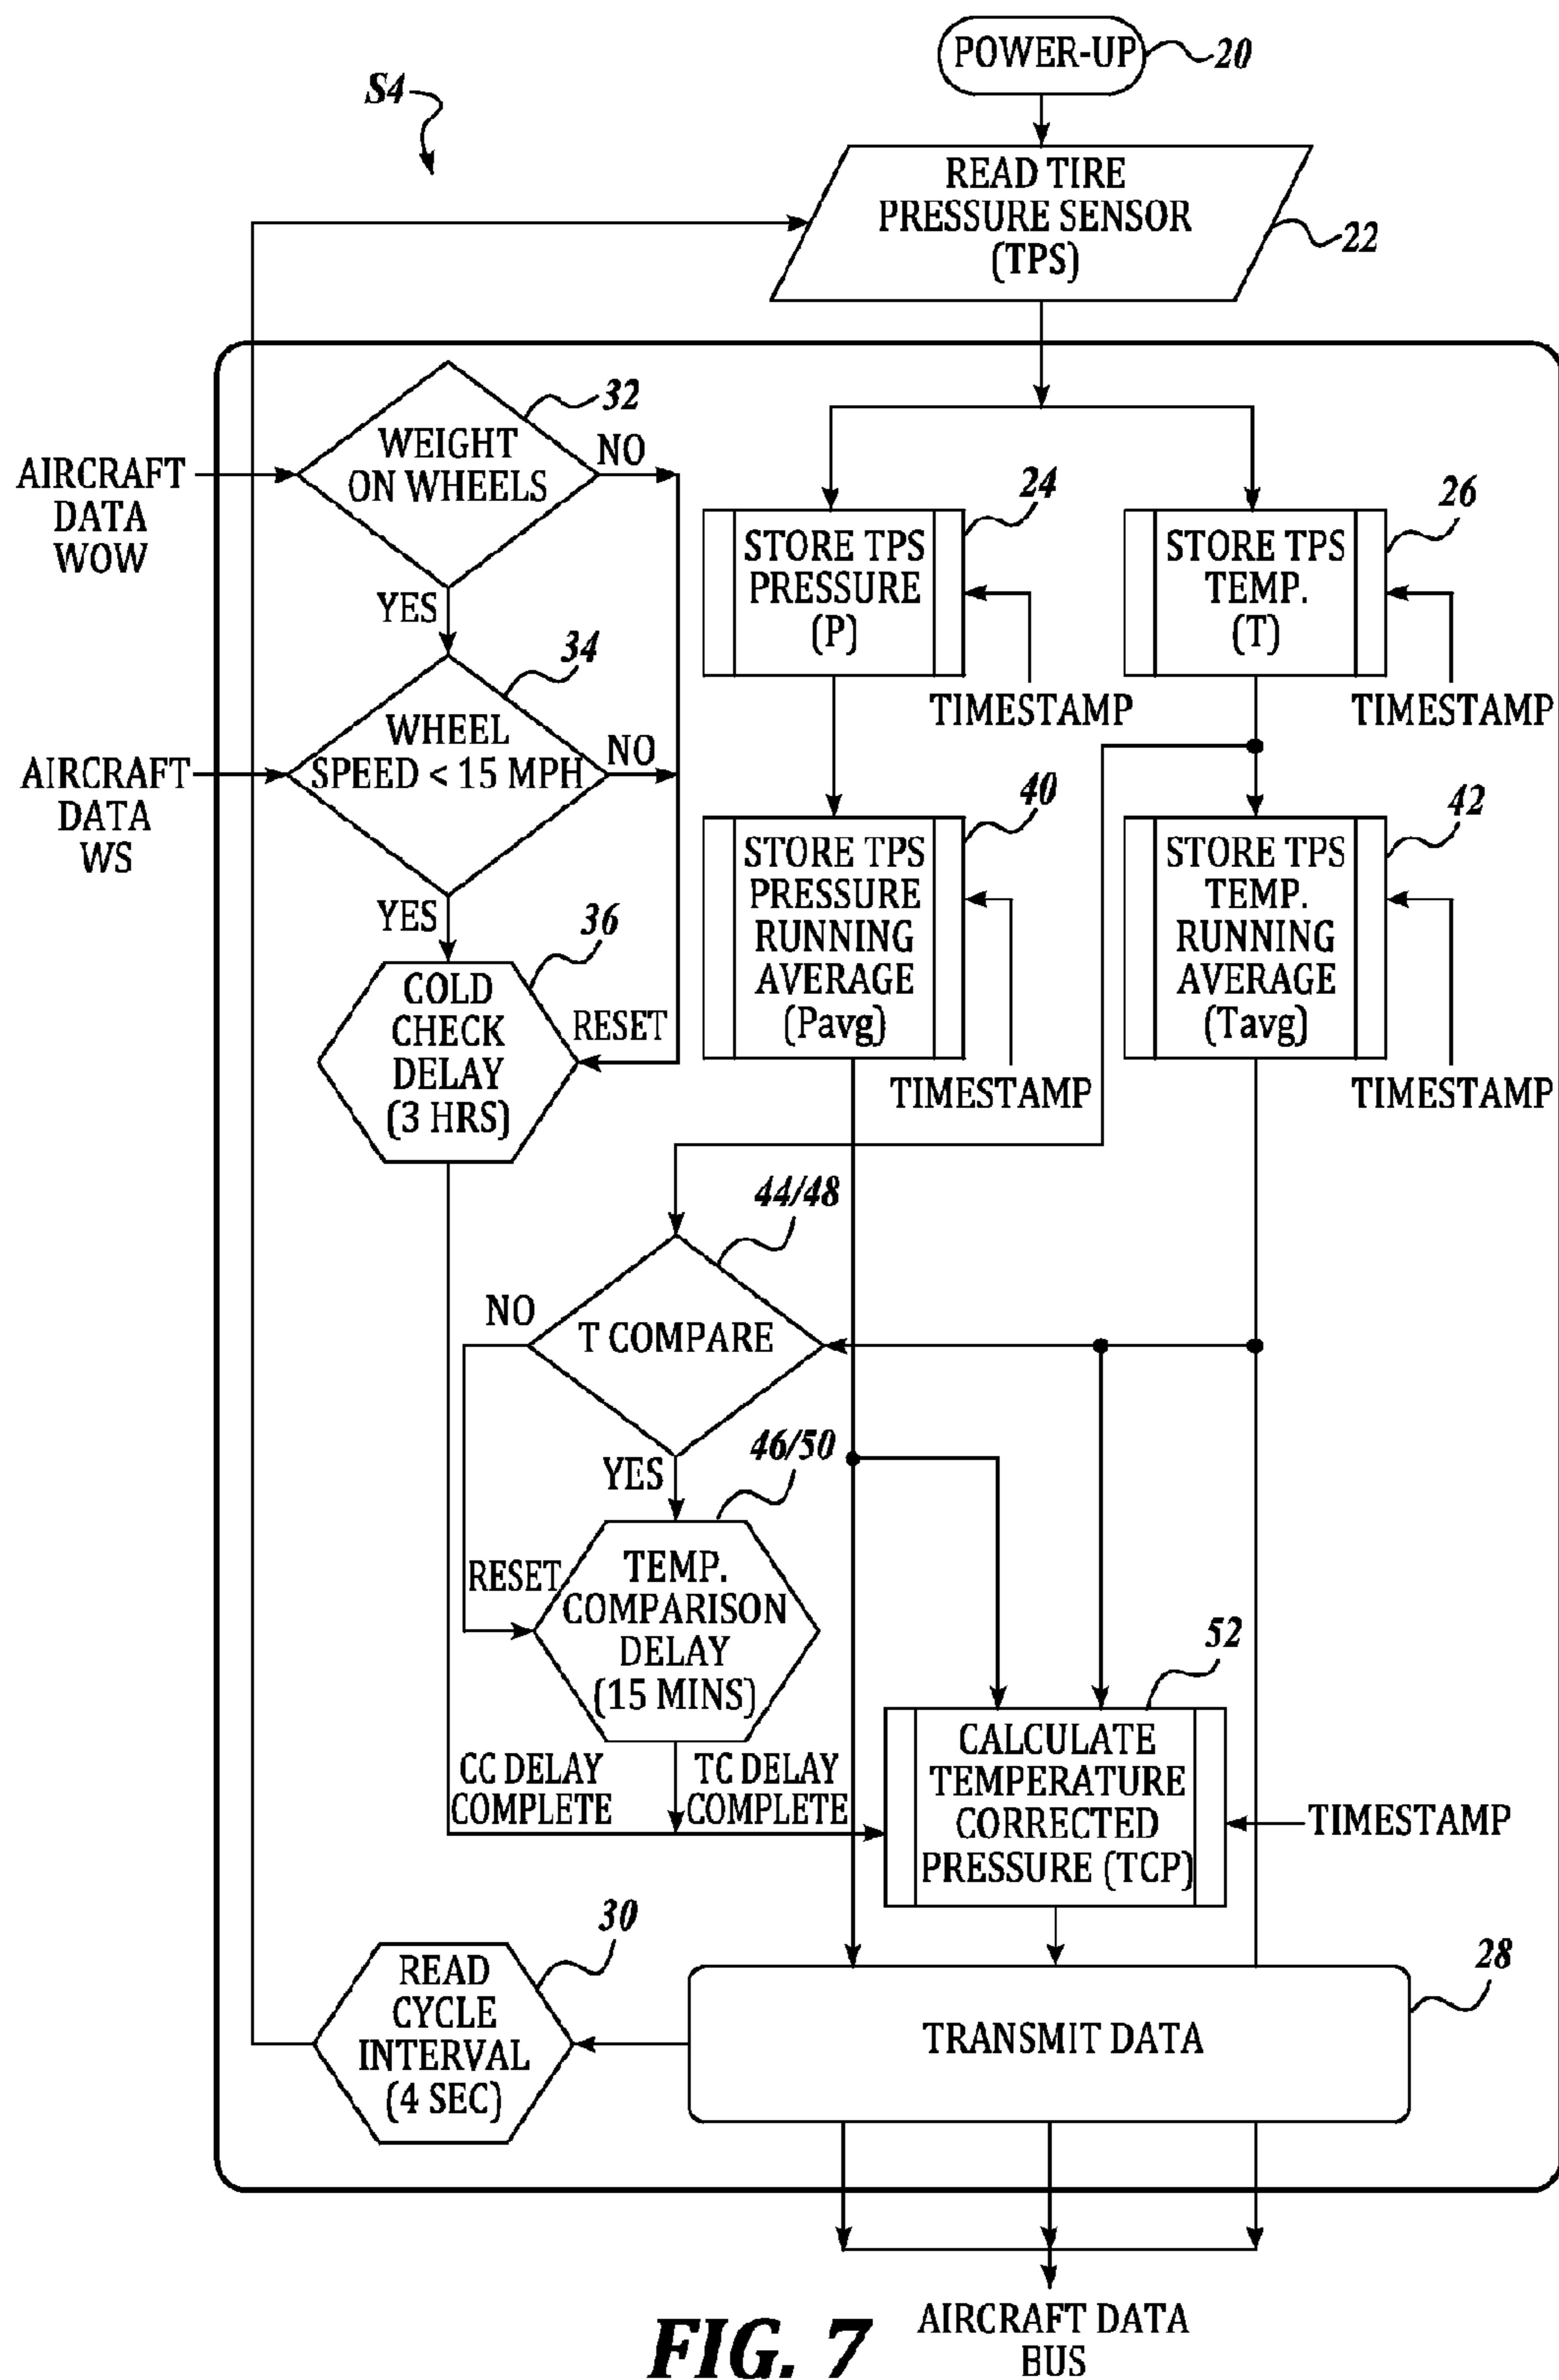 POWER-UP
20
S4
READ TIRE
PRESSURE SENSOR
(TPS)
22
32
WEIGHT
ON WHEELS
NO
AIRCRAFT
DATA
WOW
YES
24
STORE TPS
PRESSURE
(P)
TIMESTAMP
26
STORE TPS
TEMP.
(T)
TIMESTAMP
34
WHEEL
SPEED < 15 MPH
NO
AIRCRAFT
DATA
WS
YES
40
STORE TPS
PRESSURE
RUNNING
AVERAGE
(Pavg)
TIMESTAMP
42
STORE TPS
TEMP.
RUNNING
AVERAGE
(Tavg)
TIMESTAMP
36
COLD
CHECK
DELAY
(3 HRS)
RESET
44/48
NO
T COMPARE
YES
46/50
RESET
TEMP.
COMPARISON
DELAY
(15 MINS)
52
CALCULATE
TEMPERATURE
CORRECTED
PRESSURE (TCP)
TIMESTAMP
CC DELAY
COMPLETE
TC DELAY
COMPLETE
30
READ
CYCLE
INTERVAL
(4 SEC)
28
TRANSMIT DATA
AIRCRAFT DATA
BUS
FIG. 7